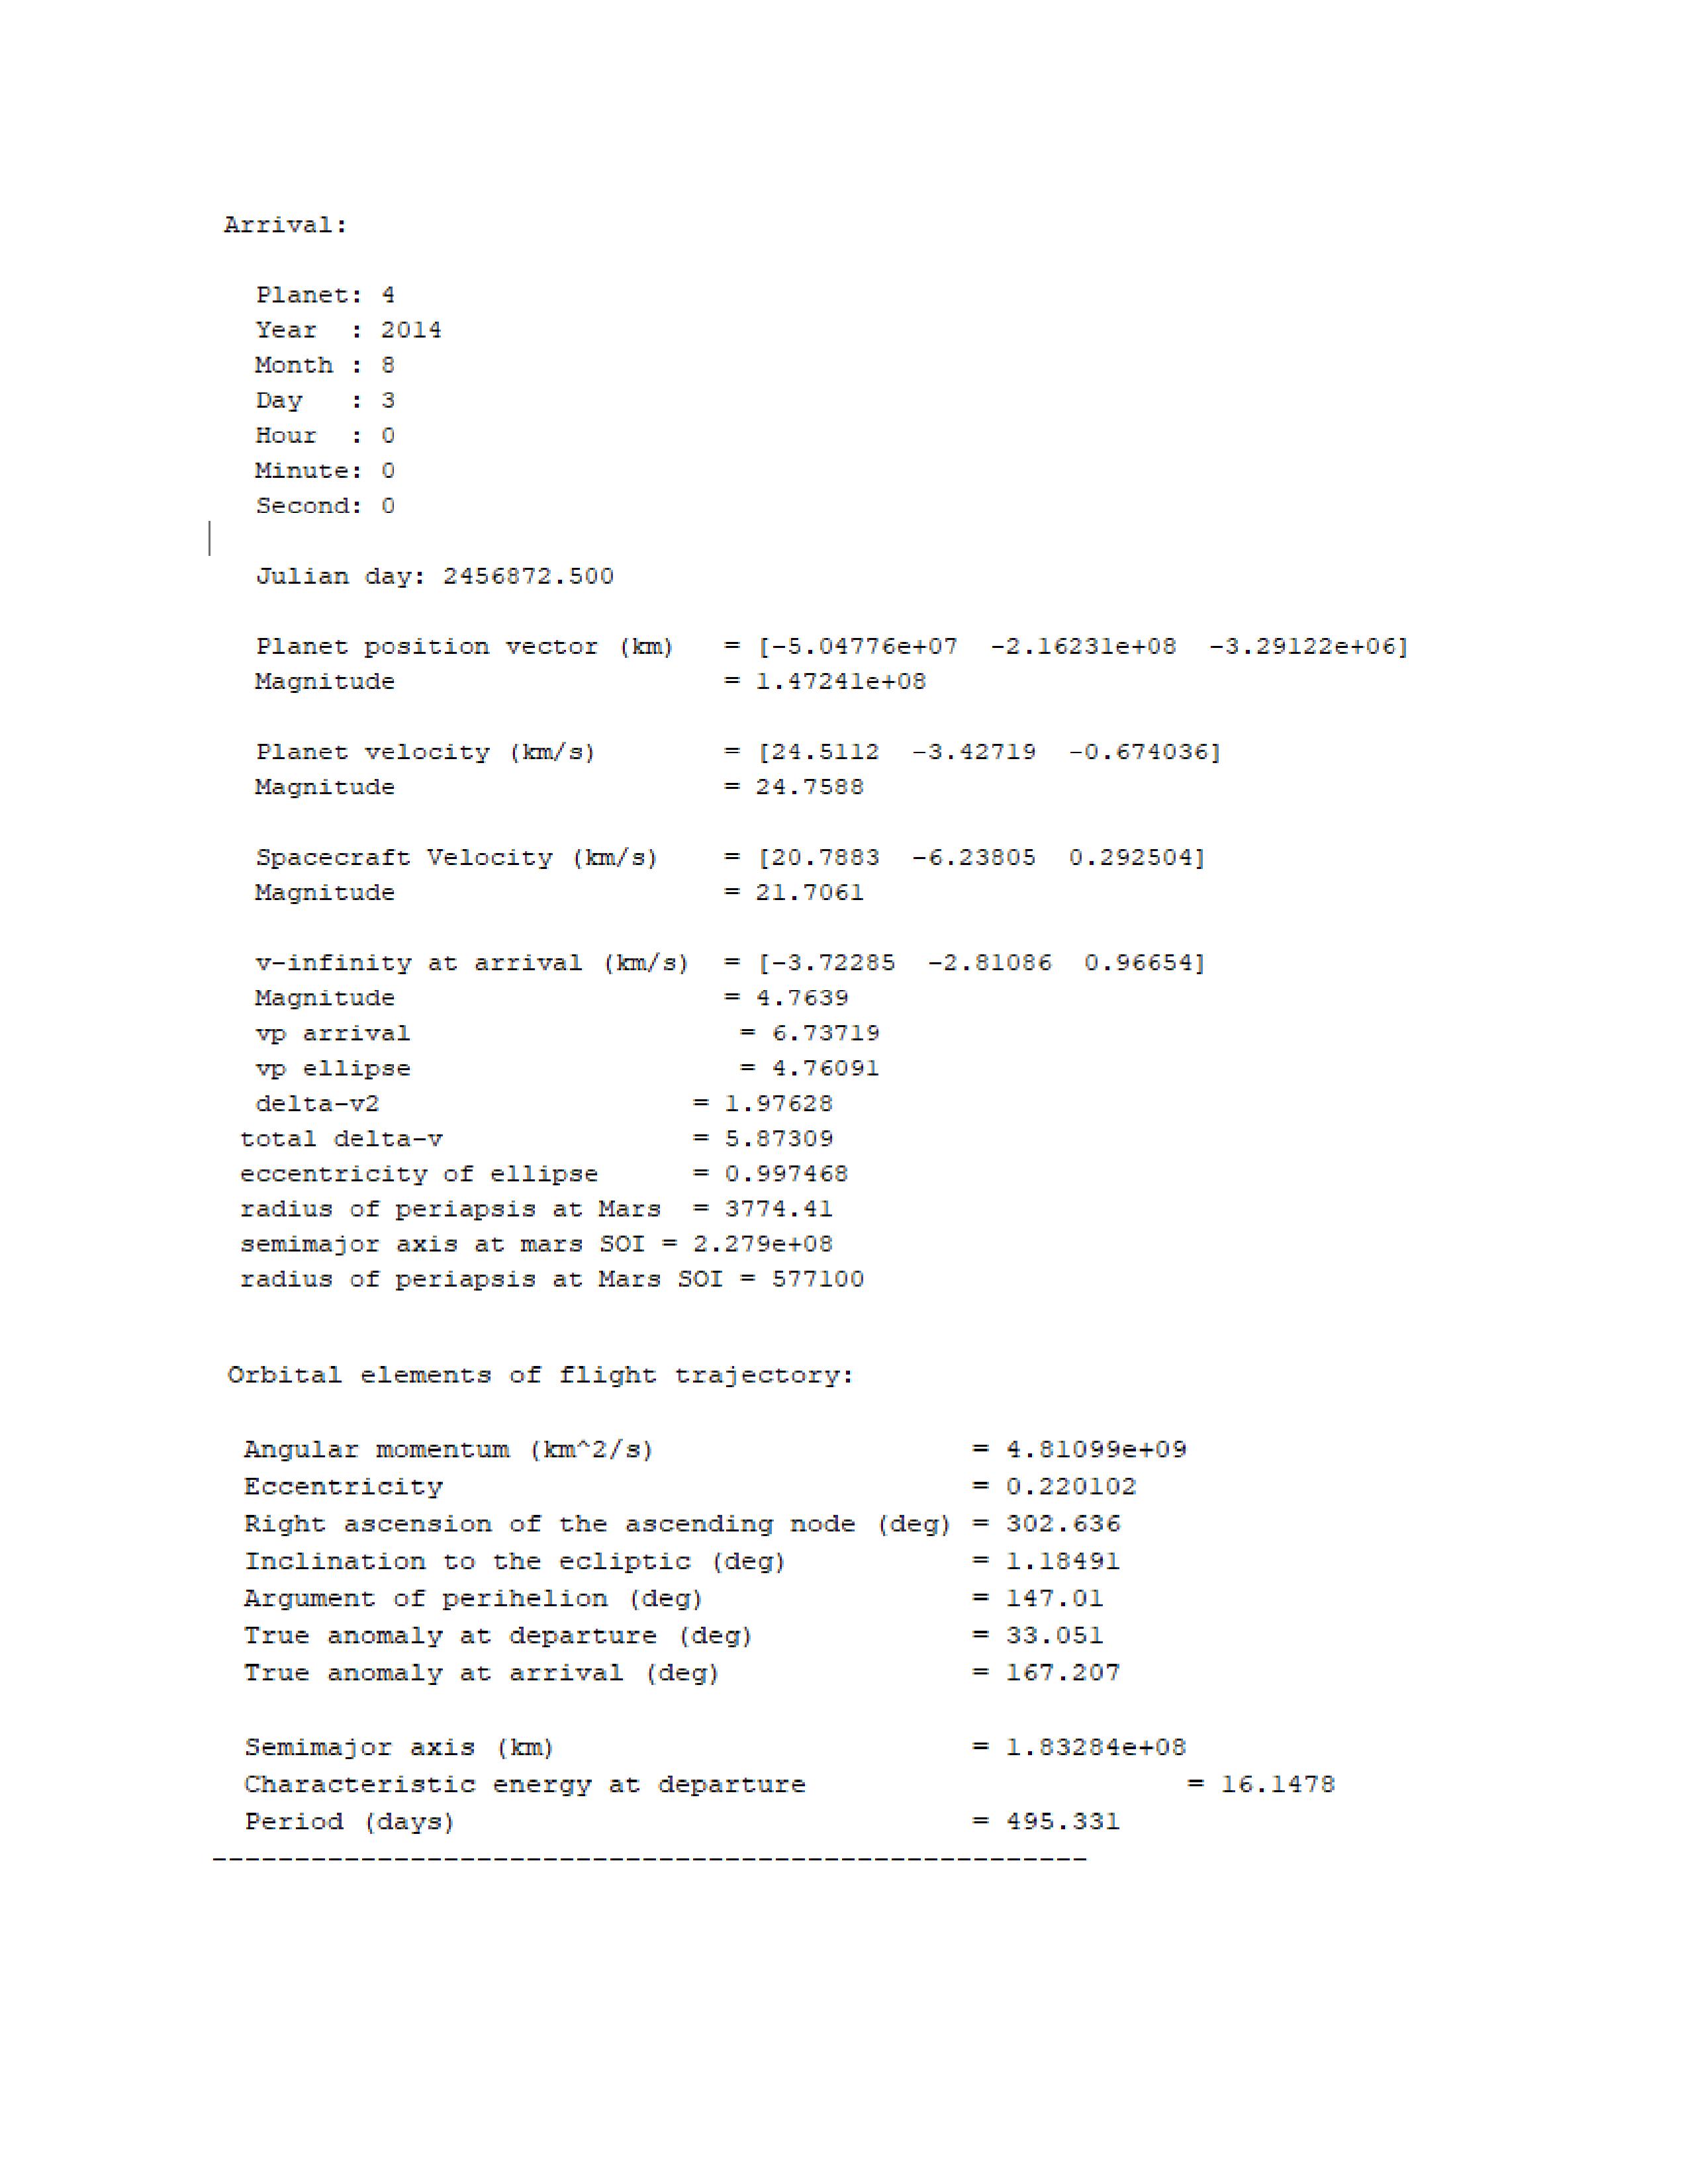 Arrival:
Planet: 4
Year  : 2014
Month : 8
Day   : 3
Hour  : 0
Minute: 0
Second: 0
Julian day: 2456872.500
Planet position vector (km)   = [-5.04776e+07  -2.16231e+08  -3.29122e+06]
Magnitude                     = 1.47241e+08
Planet velocity (km/s)        = [24.5112  -3.42719  -0.674036]
Magnitude                     = 24.7588
Spacecraft Velocity (km/s)    = [20.7883  -6.23805  0.292504]
Magnitude                     = 21.7061
v-infinity at arrival (km/s)  = [-3.72285  -2.81086  0.96654]
Magnitude                     = 4.7639
vp arrival                     = 6.73719
vp ellipse                     = 4.76091
delta-v2                    = 1.97628
total delta-v                = 5.87309
eccentricity of ellipse      = 0.997468
radius of periapsis at Mars  = 3774.41
semimajor axis at mars SOI = 2.279e+08
radius of periapsis at Mars SOI = 577100
Orbital elements of flight trajectory:
Angular momentum (km^2/s)                   = 4.81099e+09
Eccentricity                                = 0.220102
Right ascension of the ascending node (deg) = 302.636
Inclination to the ecliptic (deg)           = 1.18491
Argument of perihelion (deg)                = 147.01
True anomaly at departure (deg)             = 33.051
True anomaly at arrival (deg)               = 167.207
Semimajor axis (km)                         = 1.83284e+08
Characteristic energy at departure                       = 16.1478
Period (days)                               = 495.331
-----------------------------------------------------